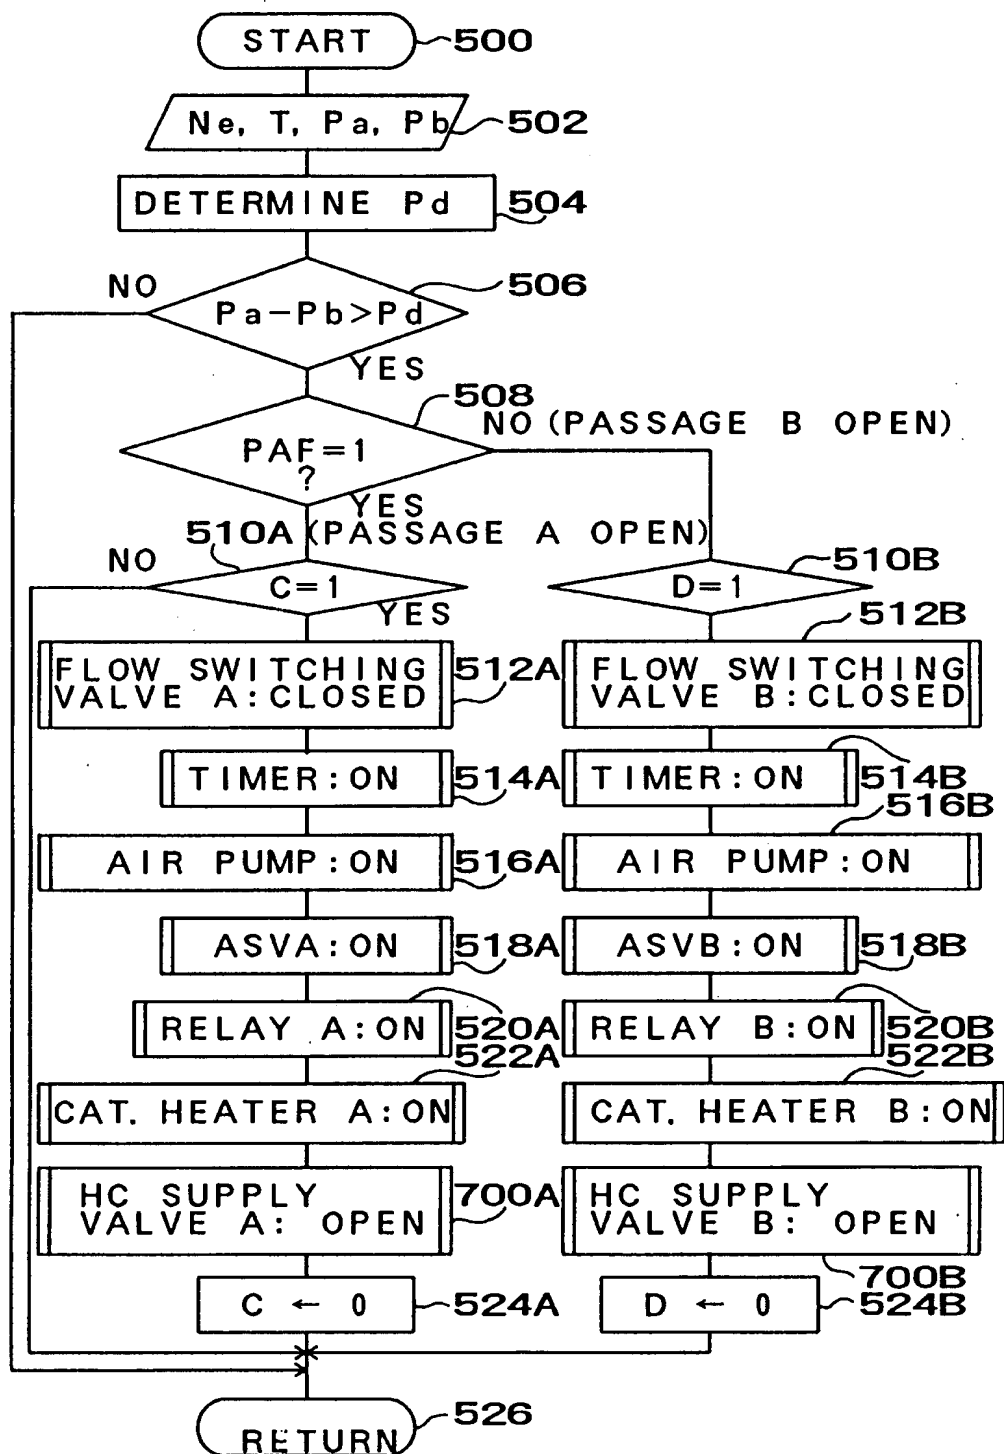 START 500
Ne, T, Pa, Pb 502
DETERMINE Pd 504
NO 506
Pa-Pb>Pd
YES
508
NO (PASSAGE B OPEN)
PAF=1
?
YES
510A (PASSAGE A OPEN)
NO 510B
C=1 D=1
YES
512B
FLOW SWITCHING 512A FLOW SWITCHING
VALVE A:CLOSED VALVE B:CLOSED
TIMER:ON 514A TIMER:ON 514B
516B
AIR PUMP:ON 516A AIR PUMP:ON
ASVA:ON 518A ASVB:ON 518B
RELAY A:ON 520A RELAY B:ON 520B
522A 522B
CAT. HEATER A:ON CAT. HEATER B:ON
HC SUPPLY 700A HC SUPPLY
VALVE A: OPEN VALVE B: OPEN
700B
C ← 0 524A D ← 0 524B
526
RETURN